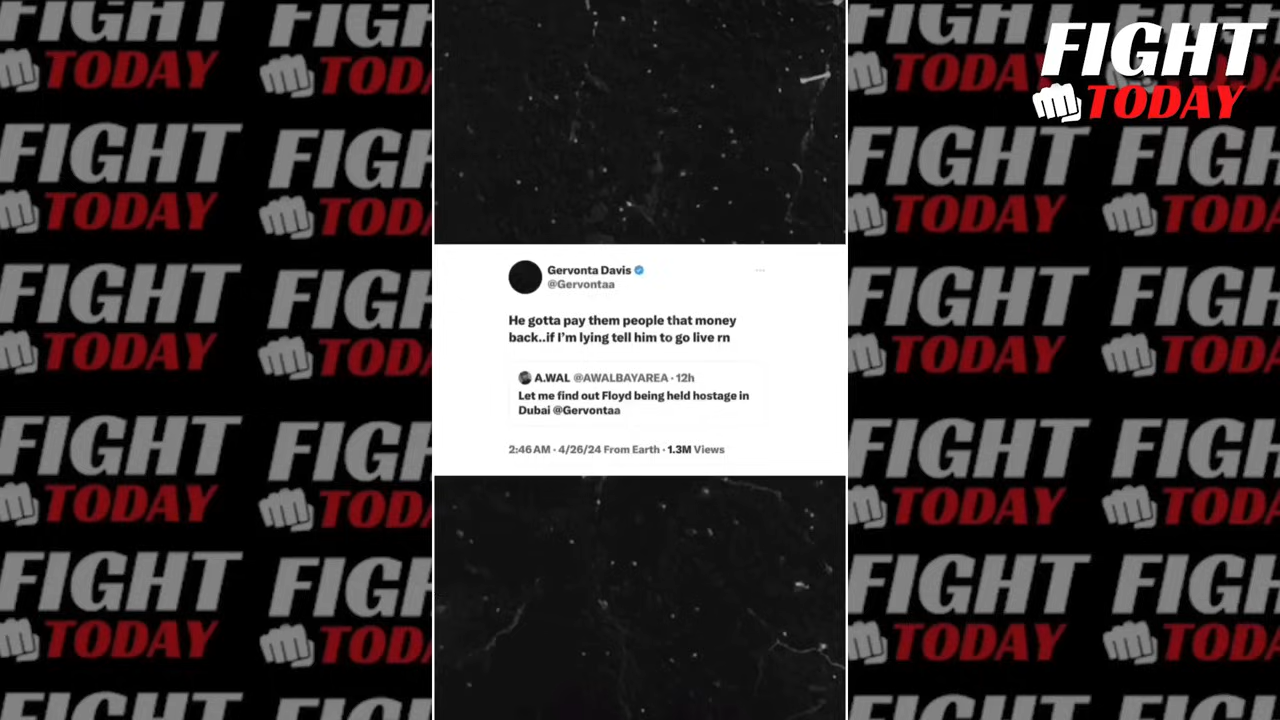 FIGHT
TODAY
Gervonta Davis
@Gervontaa
He gotta pay them people that money
back..if I'm lying tell him to go live rn
A.WAL @AWALBAYAREA · 12h
Let me find out Floyd being held hostage in
Dubai @Gervontaa
2:46 AM · 4/26/24 From Earth · 1.3M Views